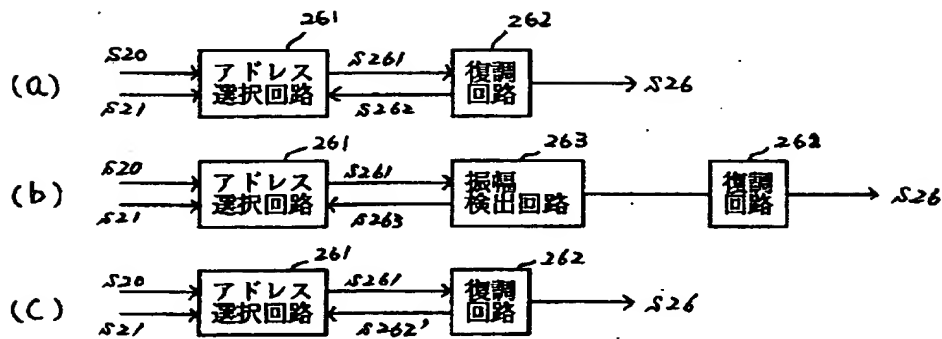 261
262
S20
S261
(a)
アドレス
選択回路
復調
回路
S26
S21
S262
261
263
262
S20
S261
(b)
アドレス
選択回路
振幅
検出回路
復調
回路
S26
S21
S263
261
262
S20
S261
(C)
アドレス
選択回路
復調
回路
S26
S21
S262'